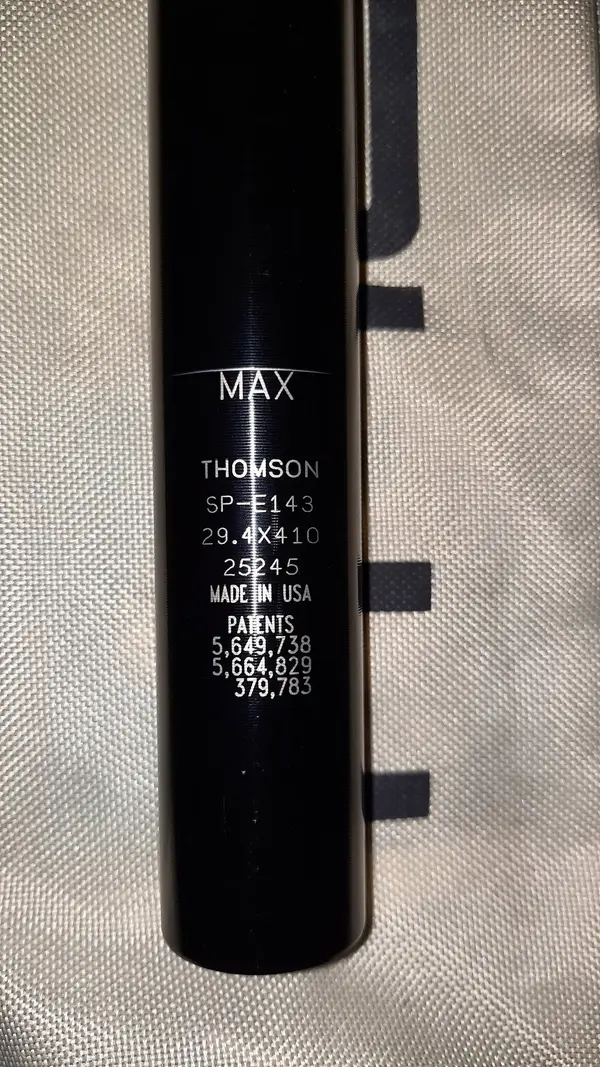 MAX
THOMSON
SP-E143
29.4X410
25245
MADE IN USA
PATENTS
5,649,738
5,664,829
379,783